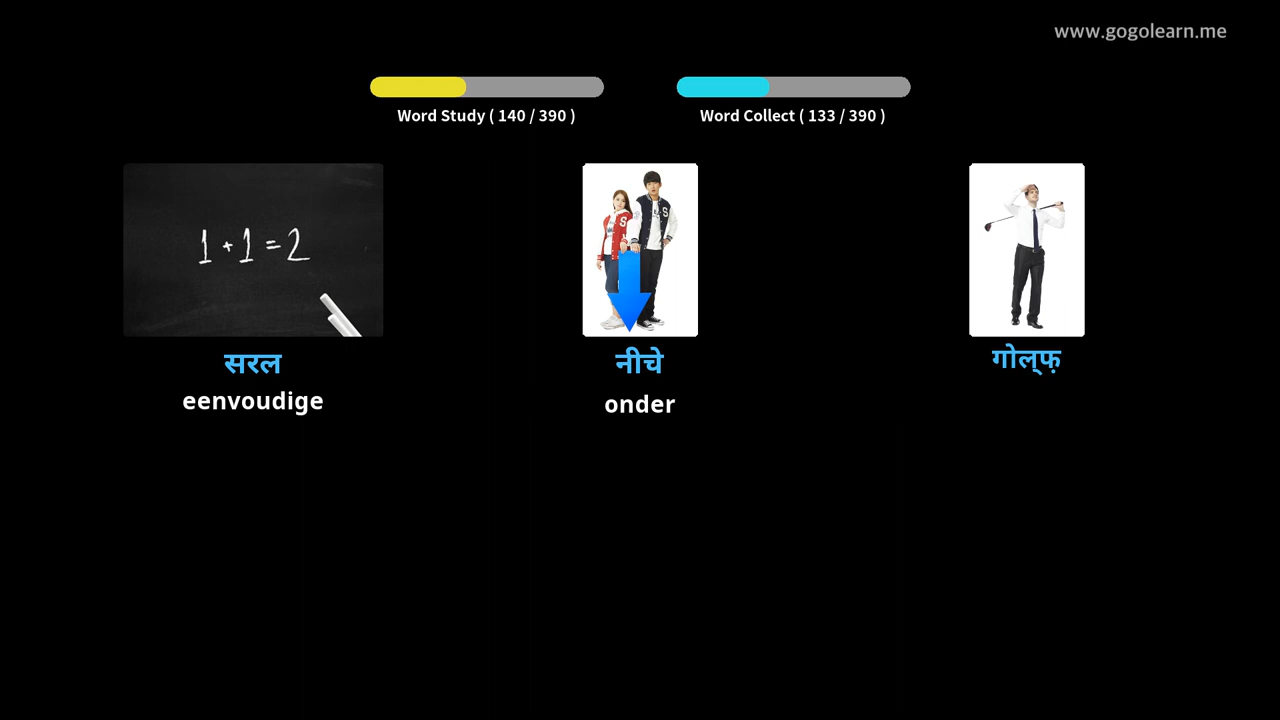 www.gogolearn.me
Word Study ( 140 / 390 )
Word Collect ( 133 / 390 )
1 + 1 = 2
S
S
सरल
नीचे
गोल्फ़
eenvoudige
onder